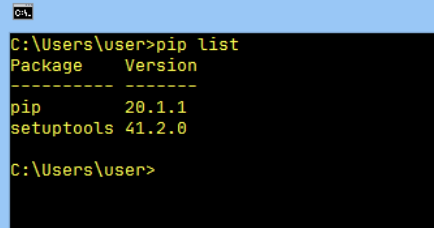 C:\Users\user>pip list
Package    Version
---------- -------
pip        20.1.1
setuptools 41.2.0
C:\Users\user>